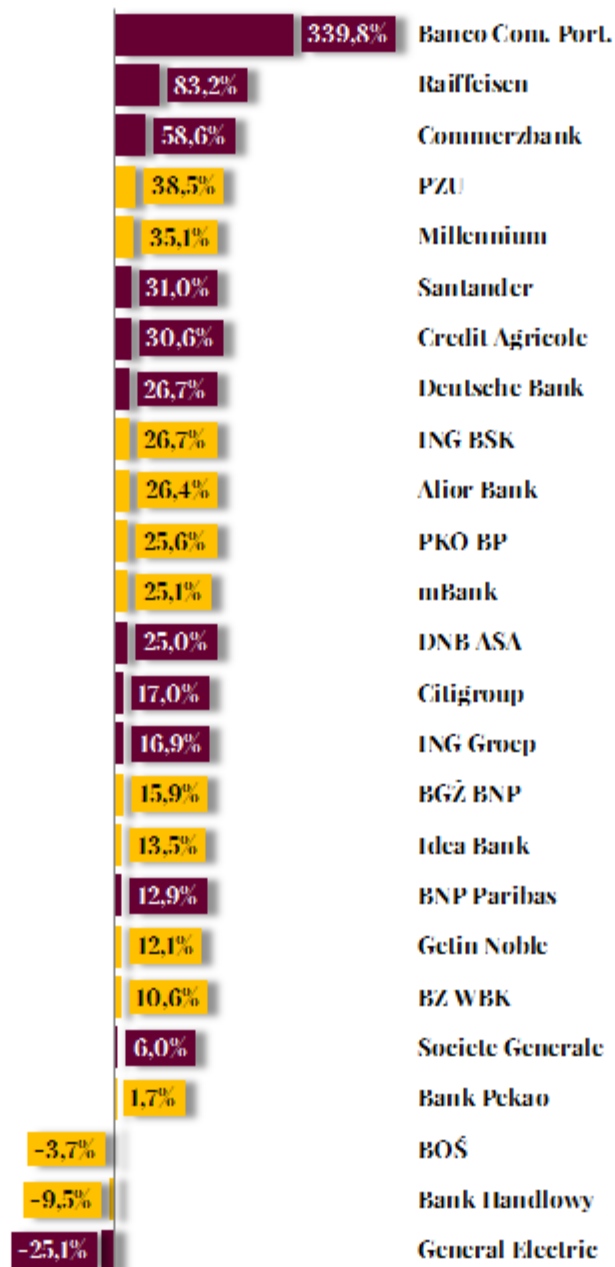 339,8% Banco Com. Port.
83,2% Raiffeisen
58,6% Commerzbank
38,5% PZU
35,1% Millennium
31,0% Santander
30,6% Credit Agricole
26,7% Deutsche Bank
26,7% ING BSK
26,4% Alior Bank
25,6% PKO BP
25,1% mBank
25,0% DNB ASA
17,0% Citigroup
16,9% ING Groep
15,9% BGŻ BNP
13,5% Idea Bank
12,9% BNP Paribas
12,1% Getin Noble
10,6% BZ WBK
6,0% Societe Generale
1,7% Bank Pekao
-3,7% BOŚ
-9,5% Bank Handlowy
-25,1% General Electric